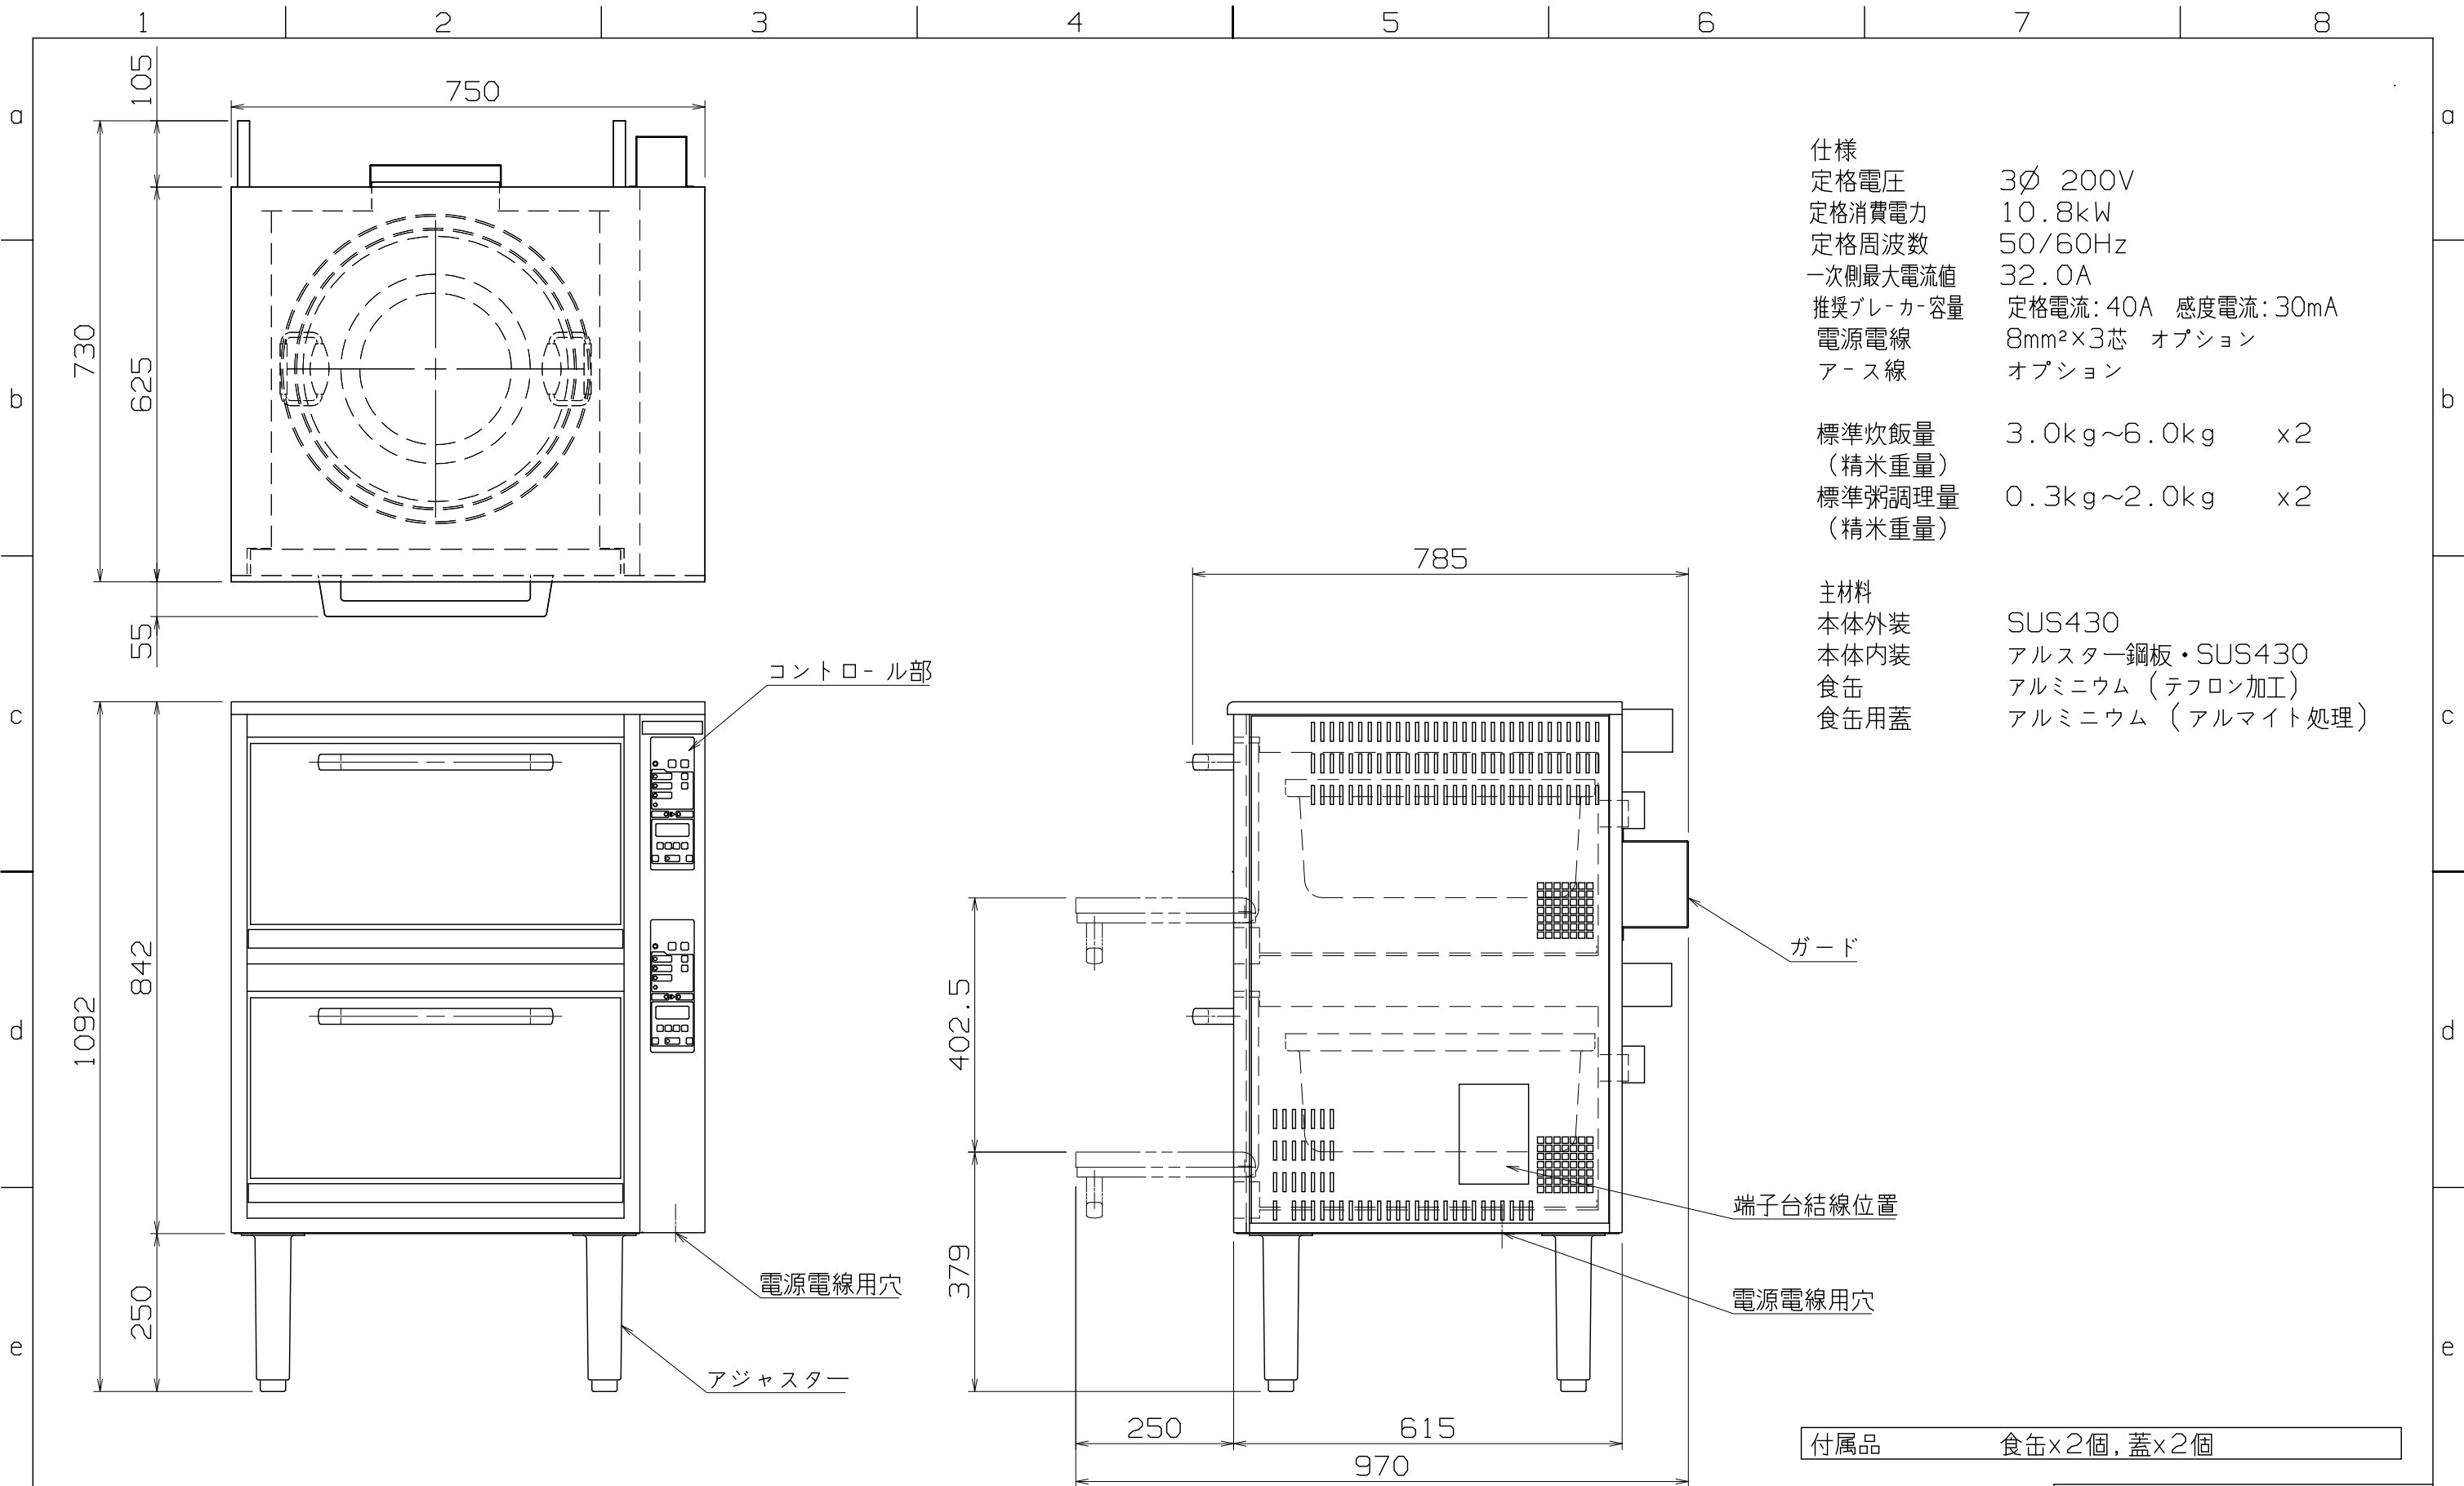 1 2 3 4 5 6 7 8
a a
b b
c c
d d
e e
105
750
730
625
55
仕様
定格電圧 3∅ 200V
定格消費電力 10.8kW
定格周波数 50/60Hz
一次側最大電流値 32.0A
推奨ブレーカー容量 定格電流:40A 感度電流:30mA
電源電線 8mm²×3芯 オプション
アース線 オプション
標準炊飯量 3.0kg~6.0kg x2
(精米重量)
標準粥調理量 0.3kg~2.0kg x2
(精米重量)
主材料
本体外装 SUS430
本体内装 アルスター鋼板・SUS430
食缶 アルミニウム(テフロン加工)
食缶用蓋 アルミニウム(アルマイト処理)
コントロール部
1092
842
250
電源電線用穴
アジャスター
785
402.5
379
ガード
端子台結線位置
電源電線用穴
250
615
970
付属品 食缶x2個,蓋x2個